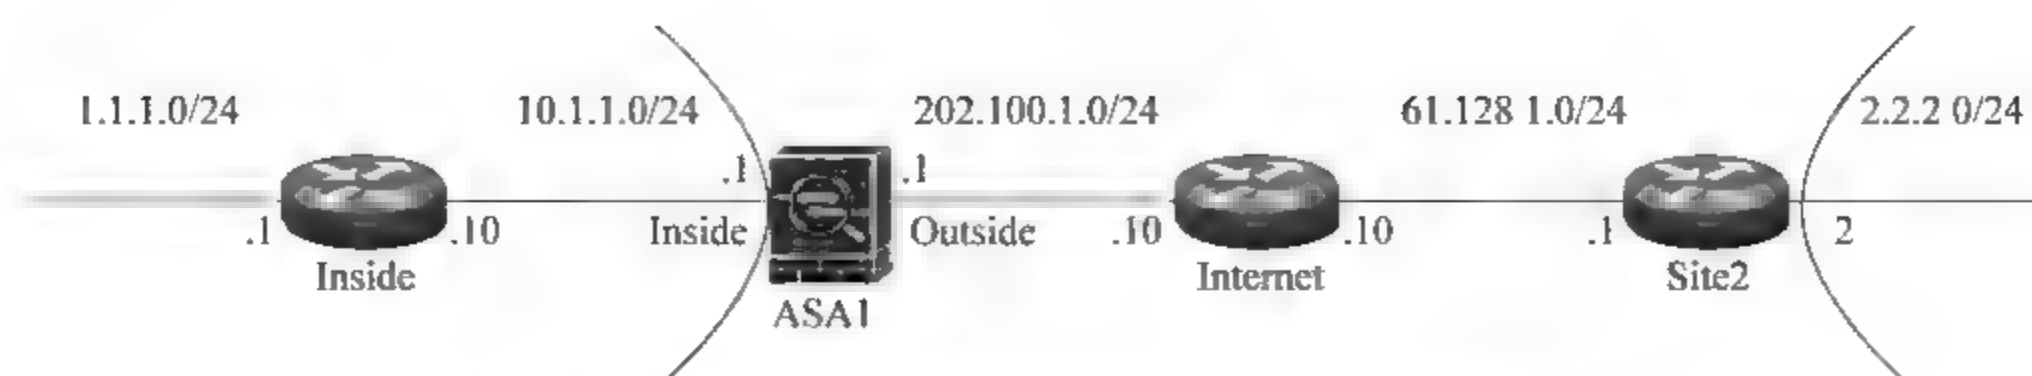 1.1.1.0/24
10.1.1.0/24
202.100.1.0/24
61.128 1.0/24
2.2.2 0/24
.1
.1
.1
.10
Inside
Outside
.10
.10
.1
2
Inside
Internet
Site2
ASA1